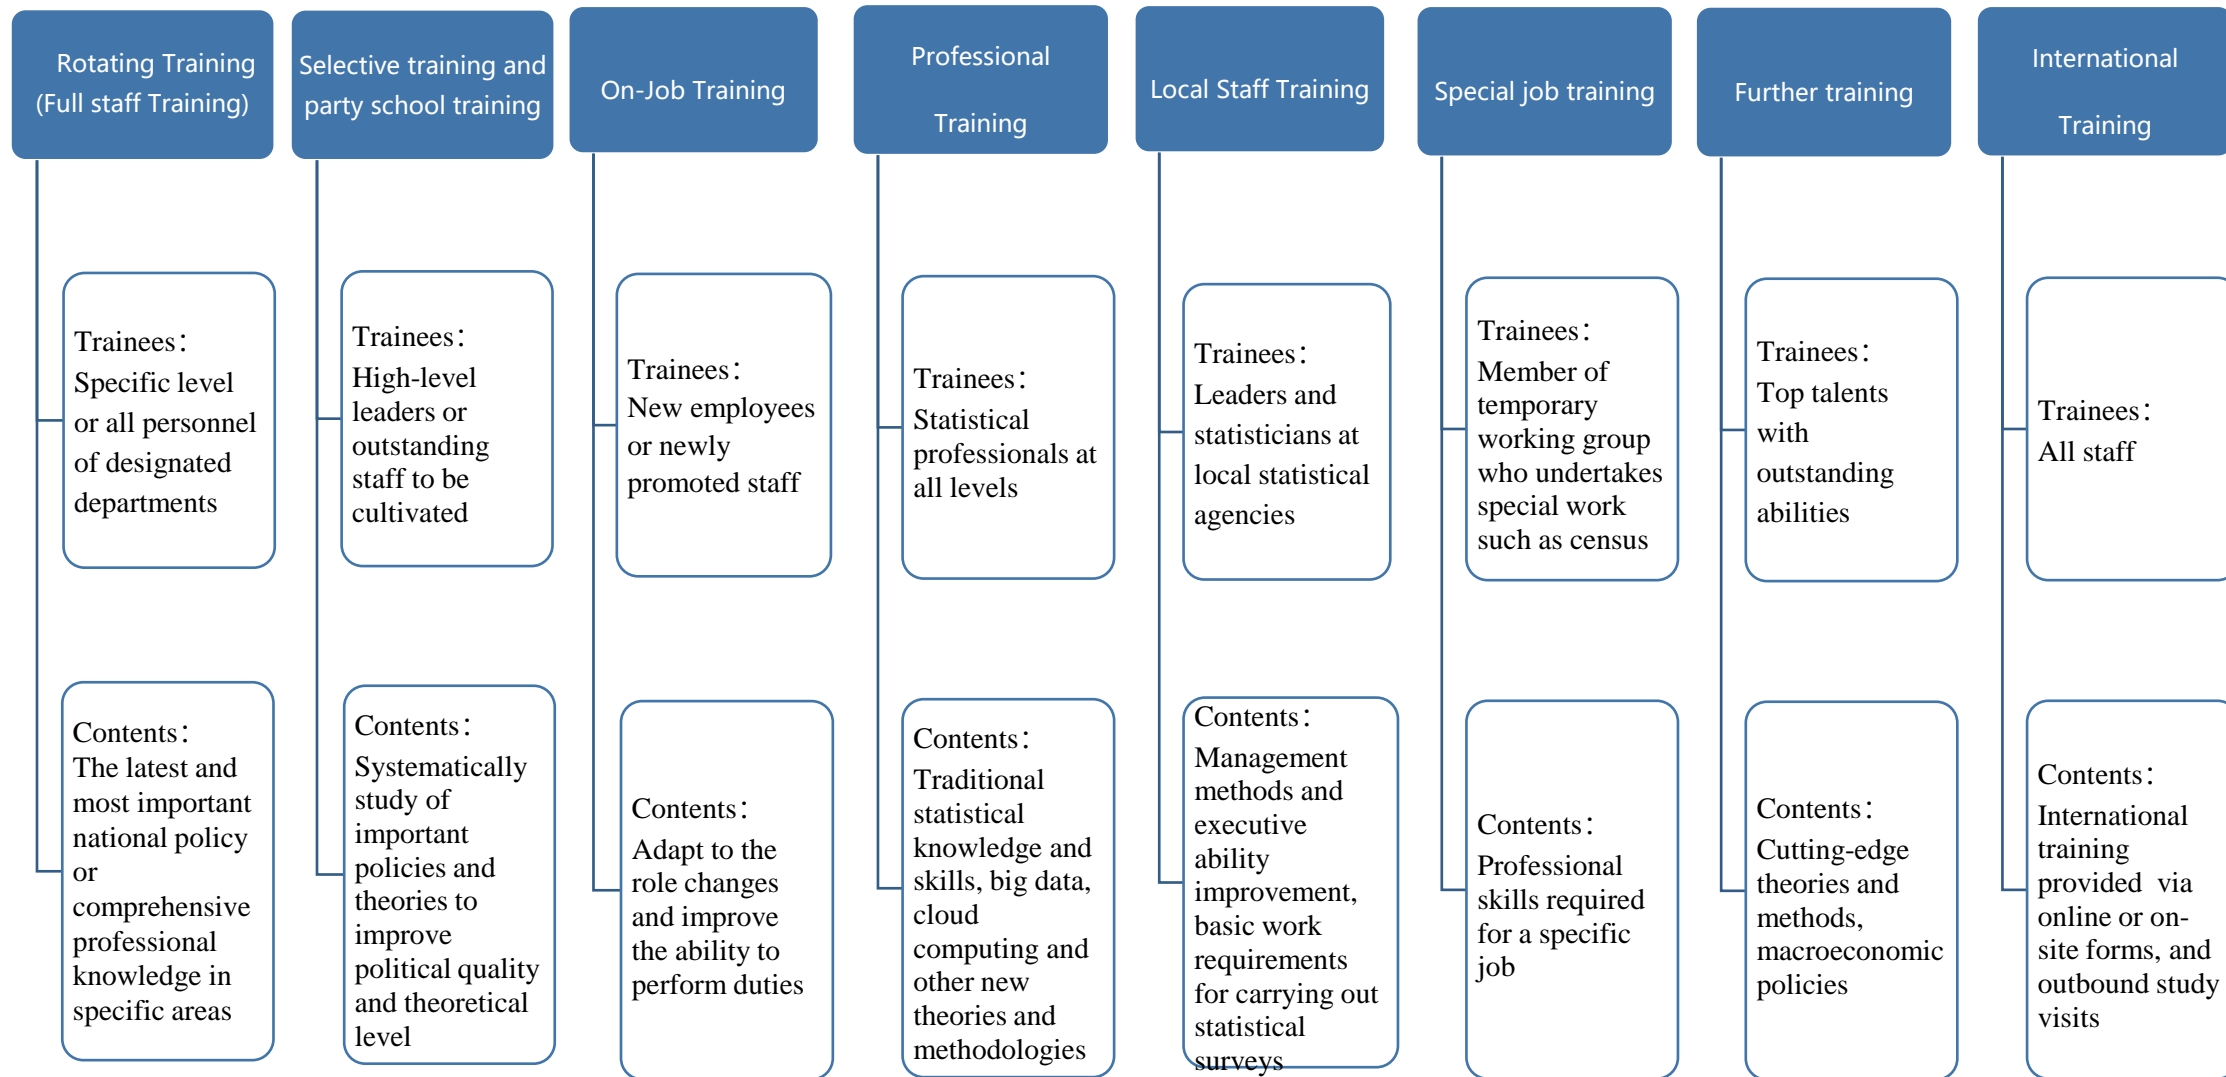 Rotating Training
(Full staff Training)
Trainees：
Specific level
or all personnel
of designated
departments
Contents：
The latest and
most important
national policy
or
comprehensive
professional
knowledge in
specific areas
Selective training and
party school training
Trainees：
High-level
leaders or
outstanding
staff to be
cultivated
Contents：
Systematically
study of
important
policies and
theories to
improve
political quality
and theoretical
level
On-Job Training
Trainees：
New employees
or newly
promoted staff
Contents：
Adapt to the
role changes
and improve
the ability to
perform duties
Professional
Training
Trainees：
Statistical
professionals at
all levels
Contents：
Traditional
statistical
knowledge and
skills, big data,
cloud
computing and
other new
theories and
methodologies
Local Staff Training
Trainees：
Leaders and
statisticians at
local statistical
agencies
Contents：
Management
methods and
executive
ability
improvement,
basic work
requirements
for carrying out
statistical
surveys
Special job training
Trainees：
Member of
temporary
working group
who undertakes
special work
such as census
Contents：
Professional
skills required
for a specific
job
Further training
Trainees：
Top talents
with
outstanding
abilities
Contents：
Cutting-edge
theories and
methods,
macroeconomic
policies
International
Training
Trainees：
All staff
Contents：
International
training
provided  via
online or on-
site forms, and
outbound study
visits